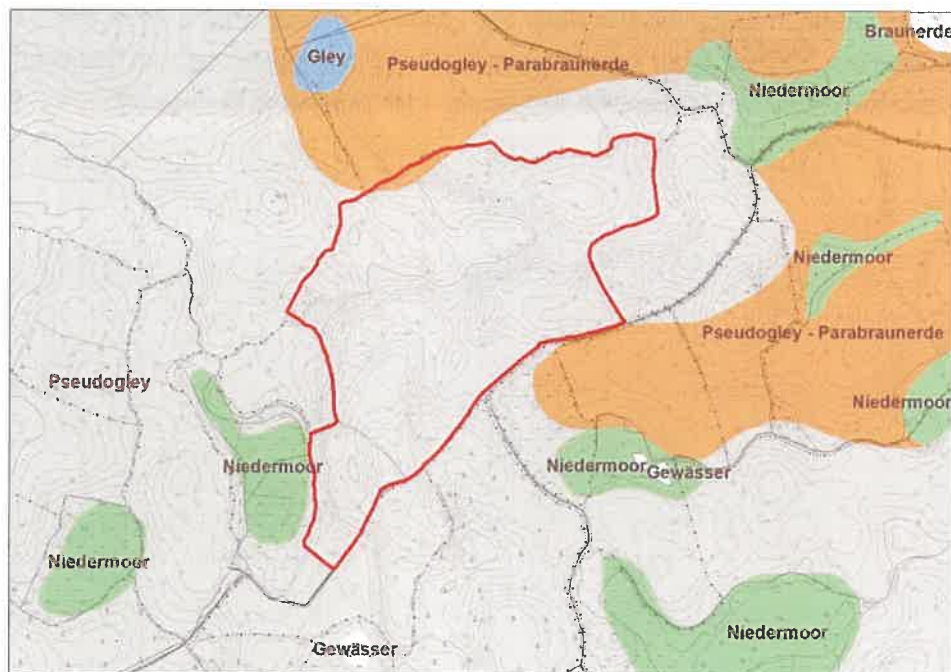 Braunerde
Gley
Pseudogley - Parabraunerde
Niedermoor
Niedermoor
Pseudogley - Parabraunerde
Pseudogley
Niedermoor
Niedermoor
Niedermoor
Gewässer
Niedermoor
Niedermoor
Gewässer